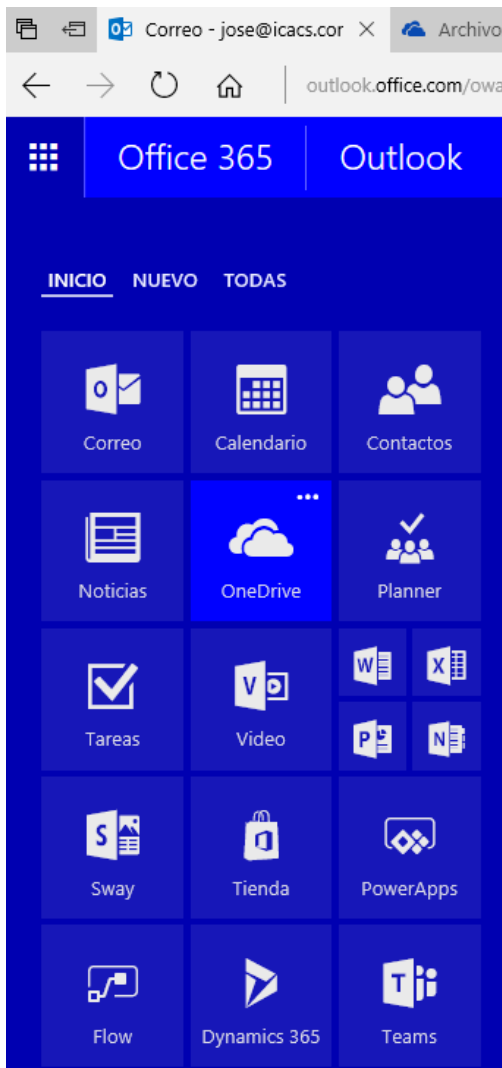 Correo - jose@icacs.cor
Archivo
outlook.office.com/owa
Office 365
Outlook
INICIO NUEVO TODAS
Correo Calendario Contactos
Noticias OneDrive Planner
Tareas Video
W X
P N
Sway Tienda PowerApps
Flow Dynamics 365 Teams